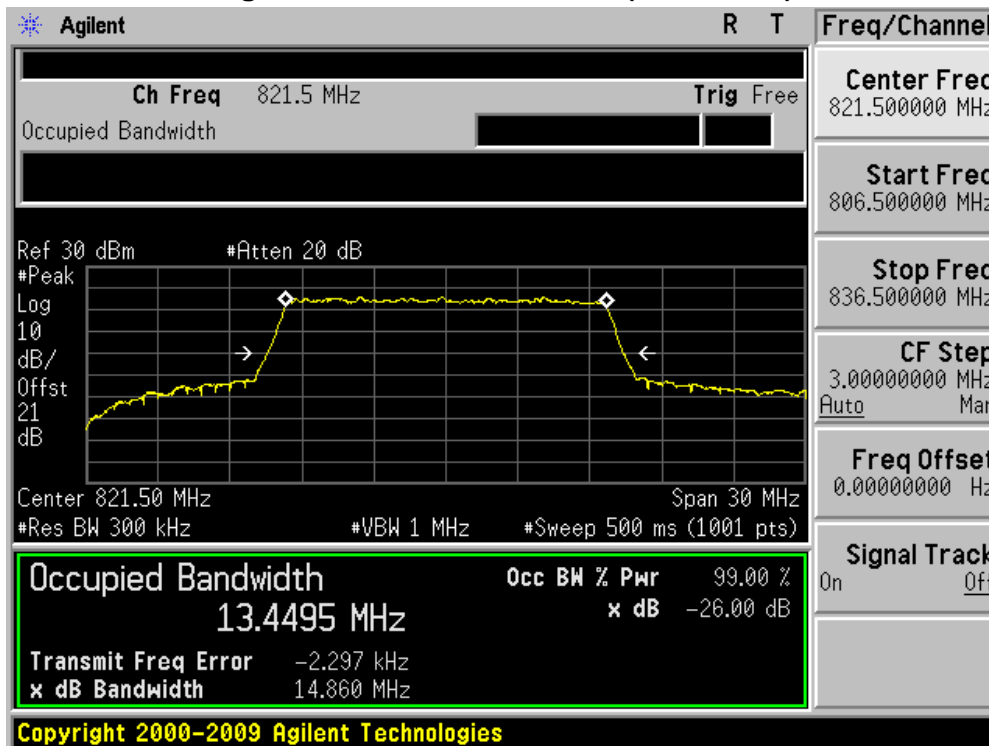 Agilent R T
Ch Freq 821.5 MHz Trig Free
Occupied Bandwidth
Ref 30 dBm #Atten 20 dB
#Peak
Log
10
dB/
Offst
21
dB
Center 821.50 MHz Span 30 MHz
#Res BW 300 kHz #VBW 1 MHz #Sweep 500 ms (1001 pts)
Occupied Bandwidth Occ BW % Pwr 99.00 %
13.4495 MHz x dB -26.00 dB
Transmit Freq Error -2.297 kHz
x dB Bandwidth 14.860 MHz
Copyright 2000-2009 Agilent Technologies
Freq/Channel
Center Freq
821.500000 MHz
Start Freq
806.500000 MHz
Stop Freq
836.500000 MHz
CF Step
3.00000000 MHz
Auto Man
Freq Offset
0.00000000 Hz
Signal Track
On Off